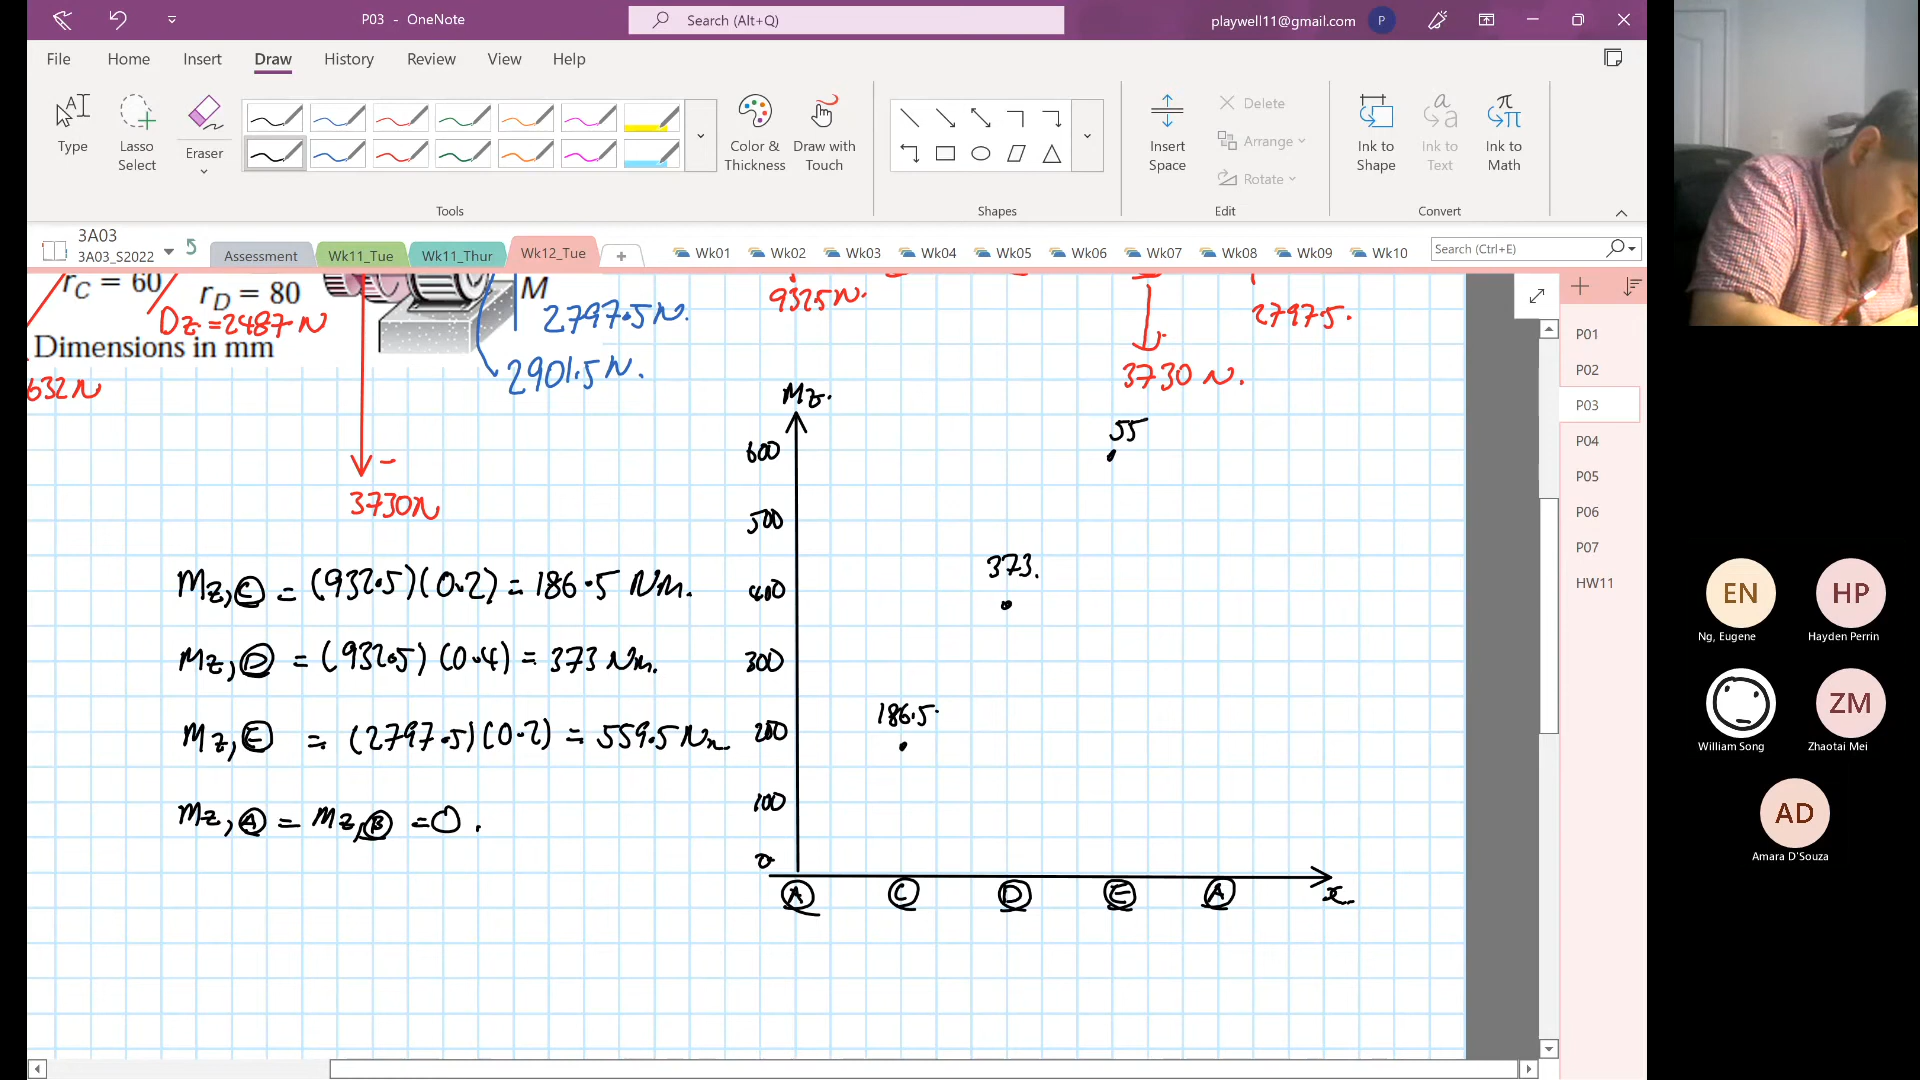 P03 - OneNote
Search (Alt+Q)
playwell11@gmail.com
P
File
Home
Insert
Draw
History
Review
View
Help
Type
Lasso Select
Eraser
Color & Thickness
Draw with Touch
Insert Space
Delete
Arrange
Rotate
Ink to Shape
Ink to Text
Ink to Math
Tools
Shapes
Edit
Convert
3A03
3A03_S2022
Assessment
Wk11_Tue
Wk11_Thur
Wk12_Tue
Wk01
Wk02
Wk03
Wk04
Wk05
Wk06
Wk07
Wk08
Wk09
Wk10
Search (Ctrl+E)
P01
P02
P03
P04
P05
P06
P07
HW11
rC = 60
rD = 80
M
Dz = 2487 N
Dimensions in mm
632 N
2797.5 N.
2901.5 N.
3730 N
932.5 N.
3730 N.
2797.5.
Mz,C = (932.5)(0.2) = 186.5 Nm.
Mz,D = (932.5)(0.4) = 373 Nm.
Mz,E = (2797.5)(0.2) = 559.5 Nm.
Mz,A = Mz,B = 0.
Mz.
600
500
400
300
200
100
0
186.5.
373.
55
A
C
D
E
A
x
EN
Ng, Eugene
HP
Hayden Perrin
William Song
ZM
Zhaotai Mei
AD
Amara D'Souza